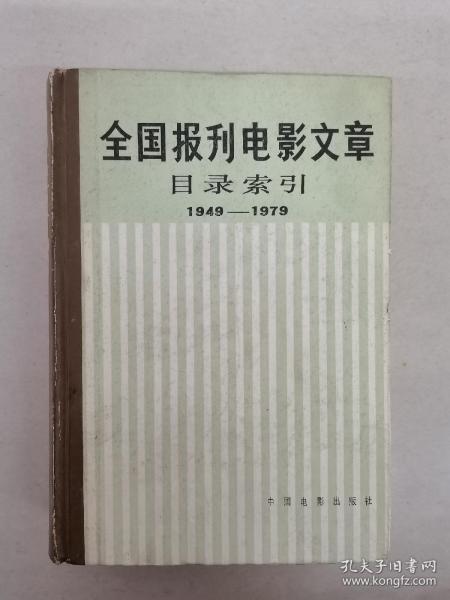 全国报刊电影文章
目录索引
1949—1979
中国电影出版社
孔夫子旧书网
www.kongfz.com